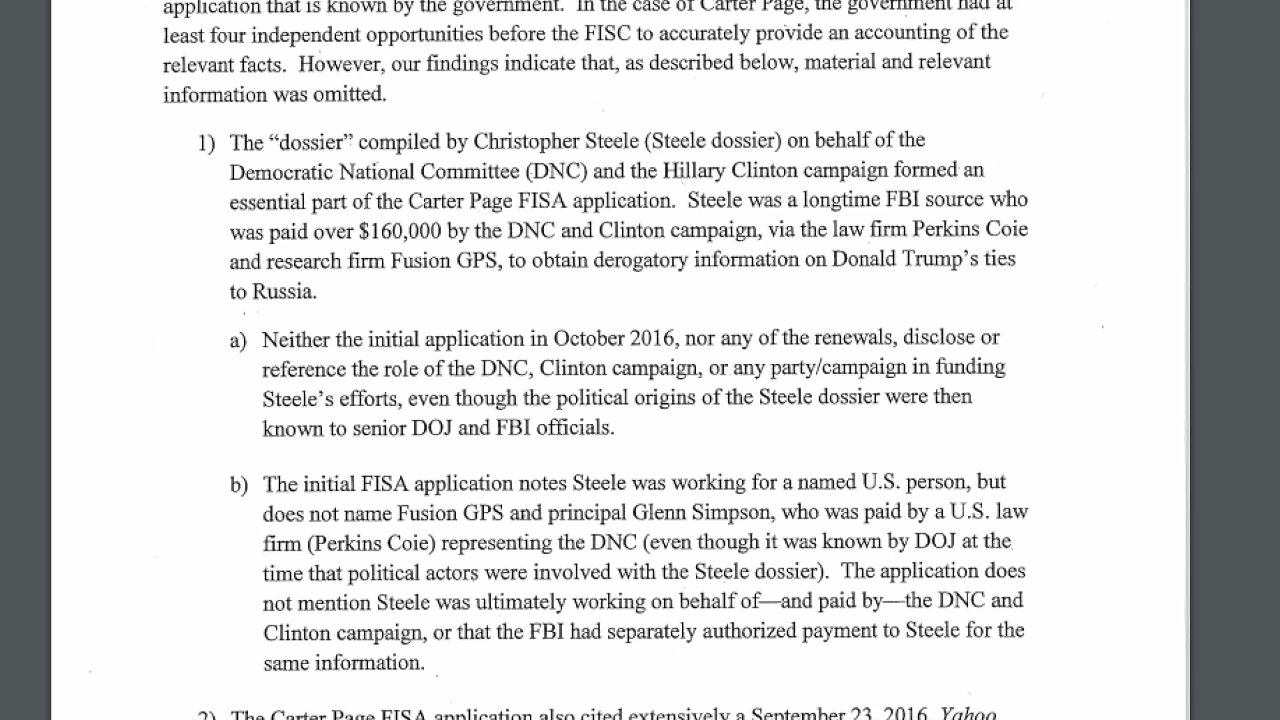 application that is known by the government. In the case of Carter Page, the government had at
least four independent opportunities before the FISC to accurately provide an accounting of the
relevant facts. However, our findings indicate that, as described below, material and relevant
information was omitted.
1) The “dossier” compiled by Christopher Steele (Steele dossier) on behalf of the
Democratic National Committee (DNC) and the Hillary Clinton campaign formed an
essential part of the Carter Page FISA application. Steele was a longtime FBI source who
was paid over $160,000 by the DNC and Clinton campaign, via the law firm Perkins Coie
and research firm Fusion GPS, to obtain derogatory information on Donald Trump’s ties
to Russia.
a) Neither the initial application in October 2016, nor any of the renewals, disclose or
reference the role of the DNC, Clinton campaign, or any party/campaign in funding
Steele’s efforts, even though the political origins of the Steele dossier were then
known to senior DOJ and FBI officials.
b) The initial FISA application notes Steele was working for a named U.S. person, but
does not name Fusion GPS and principal Glenn Simpson, who was paid by a U.S. law
firm (Perkins Coie) representing the DNC (even though it was known by DOJ at the
time that political actors were involved with the Steele dossier). The application does
not mention Steele was ultimately working on behalf of—and paid by—the DNC and
Clinton campaign, or that the FBI had separately authorized payment to Steele for the
same information.
2) The Carter Page FISA application also cited extensively a September 23, 2016, Yahoo